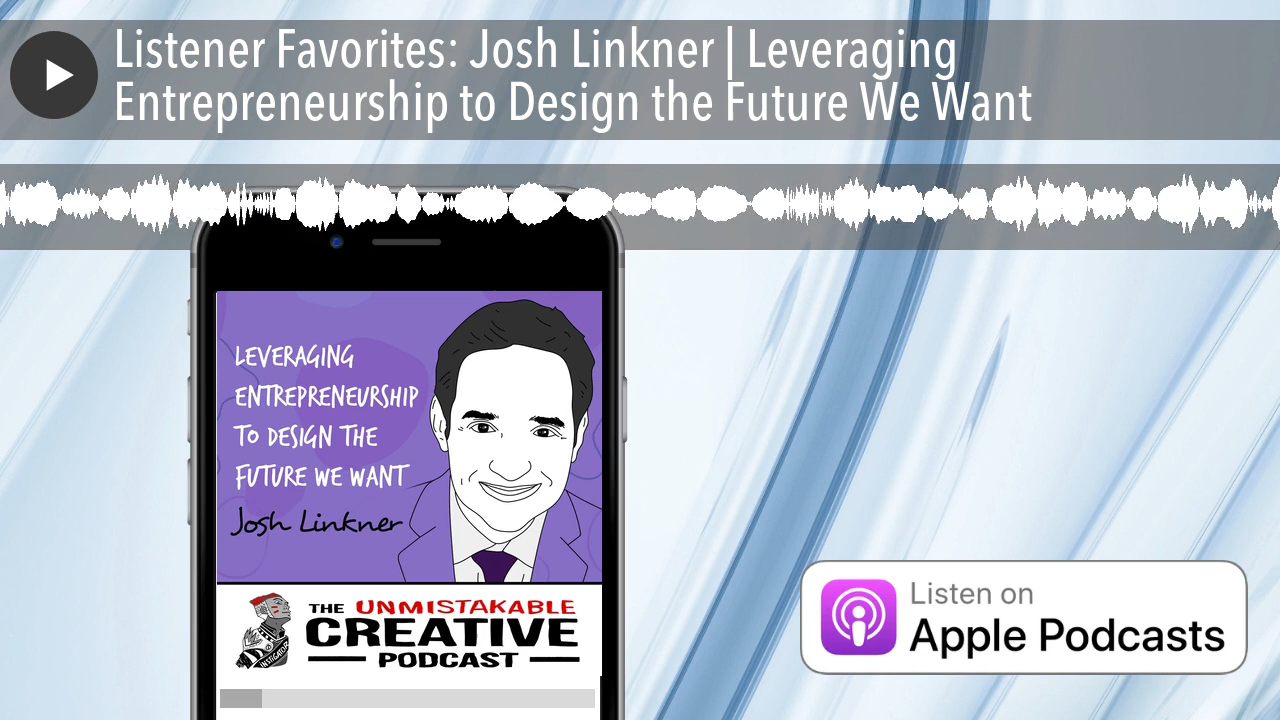 Listener Favorites: Josh Linkner | Leveraging
Entrepreneurship to Design the Future We Want
LEVERAGING
ENTREPRENEURSHIP
TO DESIGN THE
FUTURE WE WANT
Josh Linkner
THE UNMISTAKABLE
CREATIVE
PODCAST
Listen on
Apple Podcasts